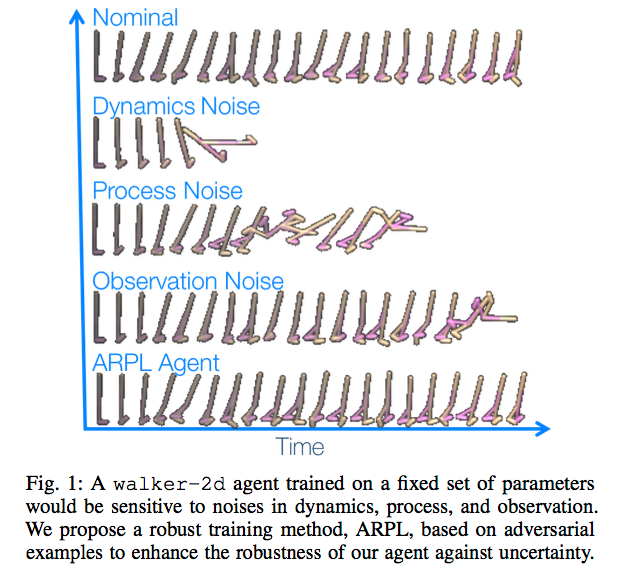 Nominal
Dynamics Noise
Process Noise
Observation Noise
ARPL Agent
Time
Fig. 1: A walker-2d agent trained on a fixed set of parameters
would be sensitive to noises in dynamics, process, and observation.
We propose a robust training method, ARPL, based on adversarial
examples to enhance the robustness of our agent against uncertainty.